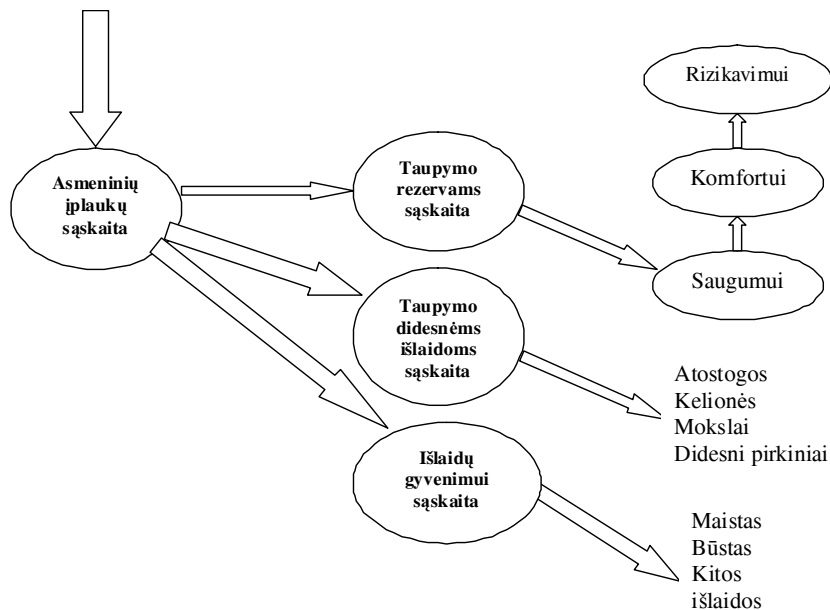 Asmeninių
įplaukų
sąskaita
Taupymo
rezervams
sąskaita
Taupymo
didesnėms
išlaidoms
sąskaita
Išlaidų
gyvenimui
sąskaita
Rizikavimui
Komfortui
Saugumui
Atostogos
Kelionės
Mokslai
Didesni pirkiniai
Maistas
Būstas
Kitos
išlaidos